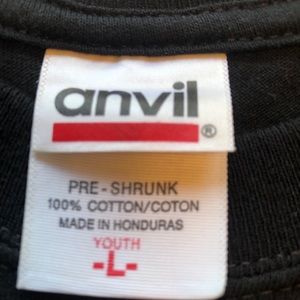 anvil®
PRE-SHRUNK
100% COTTON/COTON
MADE IN HONDURAS
YOUTH
-L-